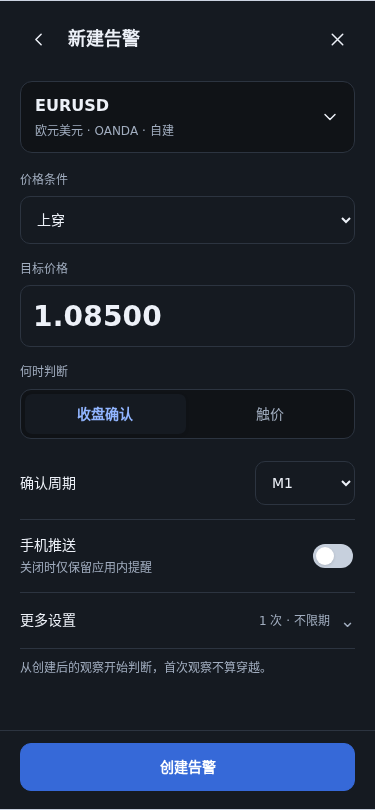 新建告警
EURUSD
欧元美元 · OANDA · 自建
价格条件
上穿
目标价格
1.08500
何时判断
收盘确认
触价
确认周期
M1
手机推送
关闭时仅保留应用内提醒
更多设置
1 次 · 不限期
从创建后的观察开始判断，首次观察不算穿越。
创建告警